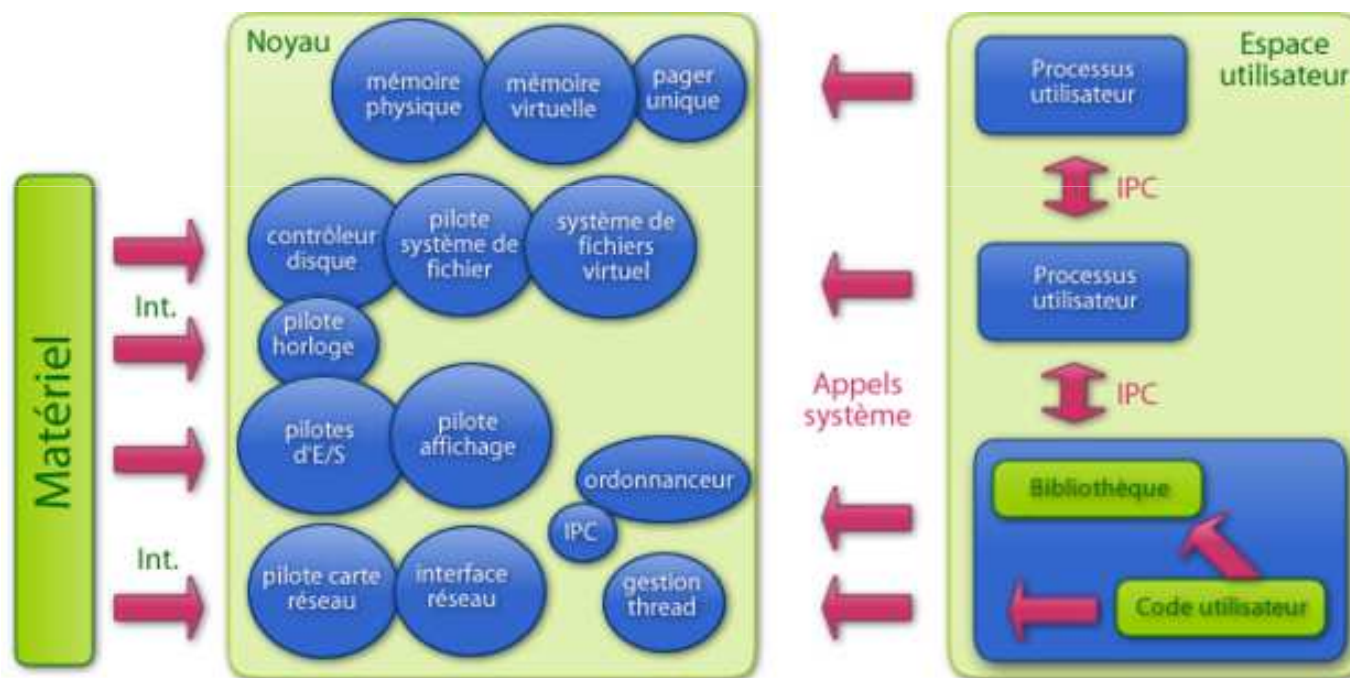 Noyau
mémoire
physique
mémoire
virtuelle
pager
unique
contrôleur
disque
pilote
système de
fichier
système de
fichiers
virtuel
pilote
horloge
pilotes
d'E/S
pilote
affichage
ordonnanceur
IPC
pilote carte
réseau
interface
réseau
gestion
thread
Matériel
Int.
Int.
Appels
système
Espace
utilisateur
Processus
utilisateur
IPC
Processus
utilisateur
IPC
Bibliothèque
Code utilisateur